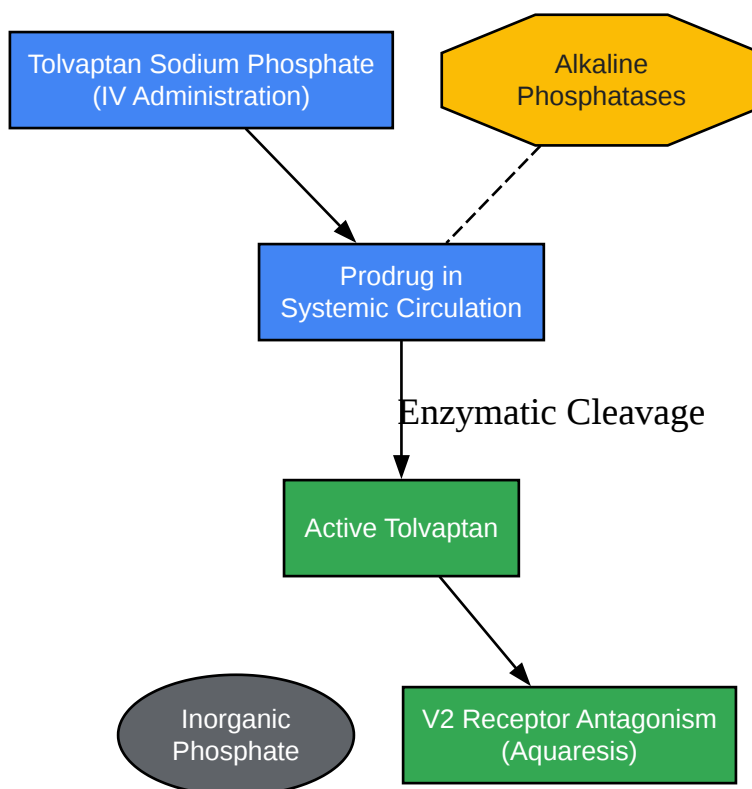 Tolvaptan Sodium Phosphate
(IV Administration)
Alkaline
Phosphatases
Prodrug in
Systemic Circulation
Enzymatic Cleavage
Active Tolvaptan
Inorganic
Phosphate
V2 Receptor Antagonism
(Aquaresis)